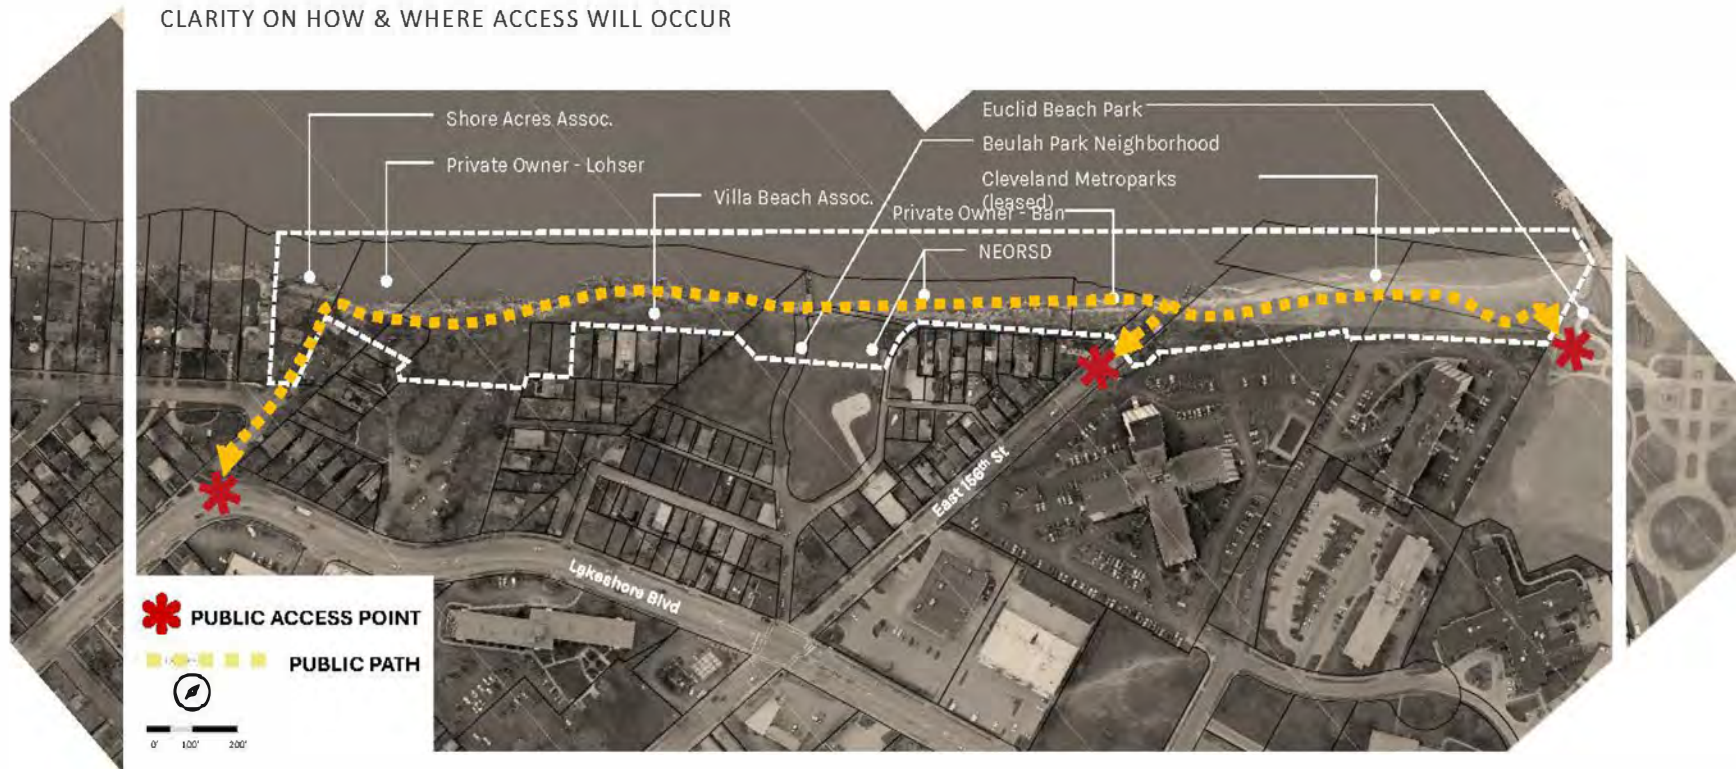 CLARITY ON HOW & WHERE ACCESS WILL OCCUR
Shore Acres Assoc.
Private Owner - Lohser
Villa Beach Assoc.
Euclid Beach Park
Beulah Park Neighborhood
Cleveland Metroparks
(leased)
Private Owner - Ban
NEORSD
East 156th St
Lakeshore Blvd
PUBLIC ACCESS POINT
PUBLIC PATH
0' 100' 200'